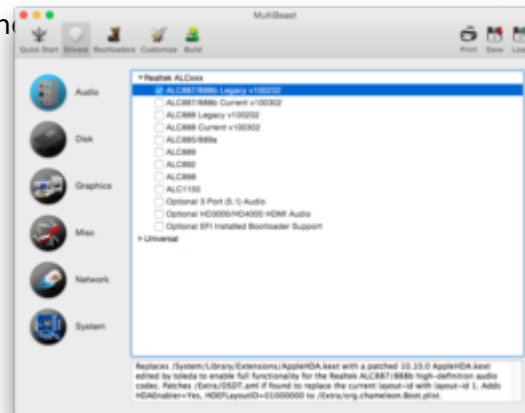 he
MultiBeast
Quick Start Drivers Bootloaders Customize Build
Print Save Load
Audio
Disk
Graphics
Misc
Network
System
Realtek ALCxxx
ALC887/888b Legacy v100202
ALC887/888b Current v100302
ALC888 Legacy v100202
ALC888 Current v100302
ALC885/889a
ALC889
ALC892
ALC898
ALC1150
Optional 3 Port (5.1) Audio
Optional HD3000/HD4000 HDMI Audio
Optional EFI Installed Bootloader Support
Universal
Replaces /System/Library/Extensions/AppleHDA.kext with a patched 10.10.0 AppleHDA.kext
edited by toleda to enable full functionality for the Realtek ALC887/888b high-definition audio
codec. Patches /Extra/DSDT.aml if found to replace the current layout-id with layout-id 1. Adds
HDAEnabler=Yes, HDEFLayoutID=01000000 to /Extra/org.chameleon.Boot.plist.